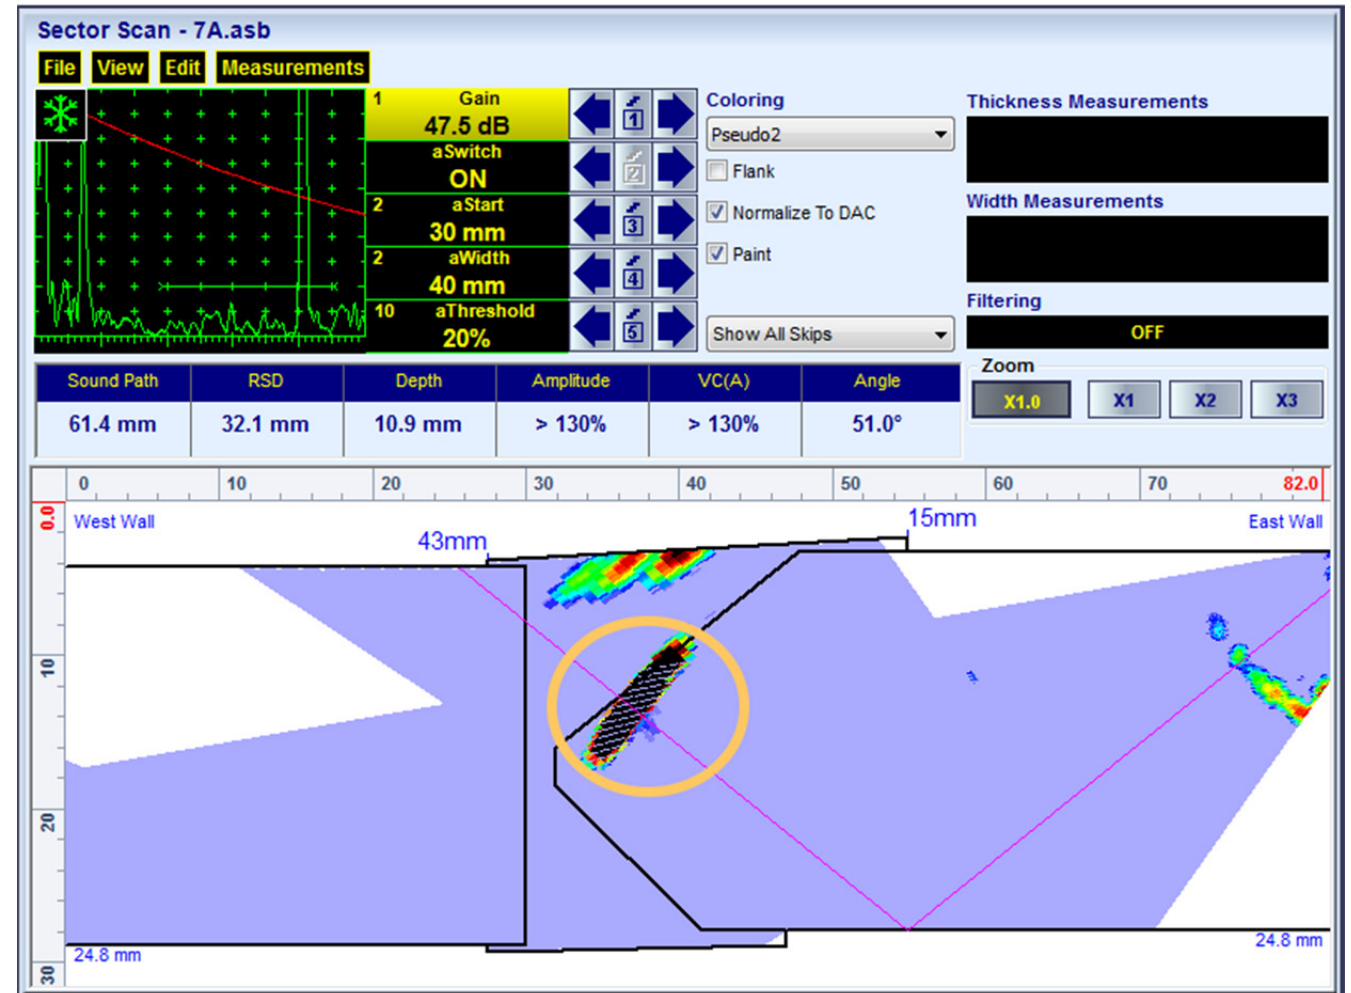 Sector Scan - 7A.asb
File View Edit Measurements
1 Gain
47.5 dB
aSwitch
ON
2 aStart
30 mm
2 aWidth
40 mm
10 aThreshold
20%
1
2
3
4
5
Coloring
Pseudo2
Flank
Normalize To DAC
Paint
Show All Skips
Thickness Measurements
Width Measurements
Filtering
OFF
Zoom
X1.0 X1 X2 X3
Sound Path RSD Depth Amplitude VC(A) Angle
61.4 mm 32.1 mm 10.9 mm > 130% > 130% 51.0°
0 10 20 30 40 50 60 70 82.0
0.0
West Wall
43mm
15mm
East Wall
10
20
24.8 mm
24.8 mm
30